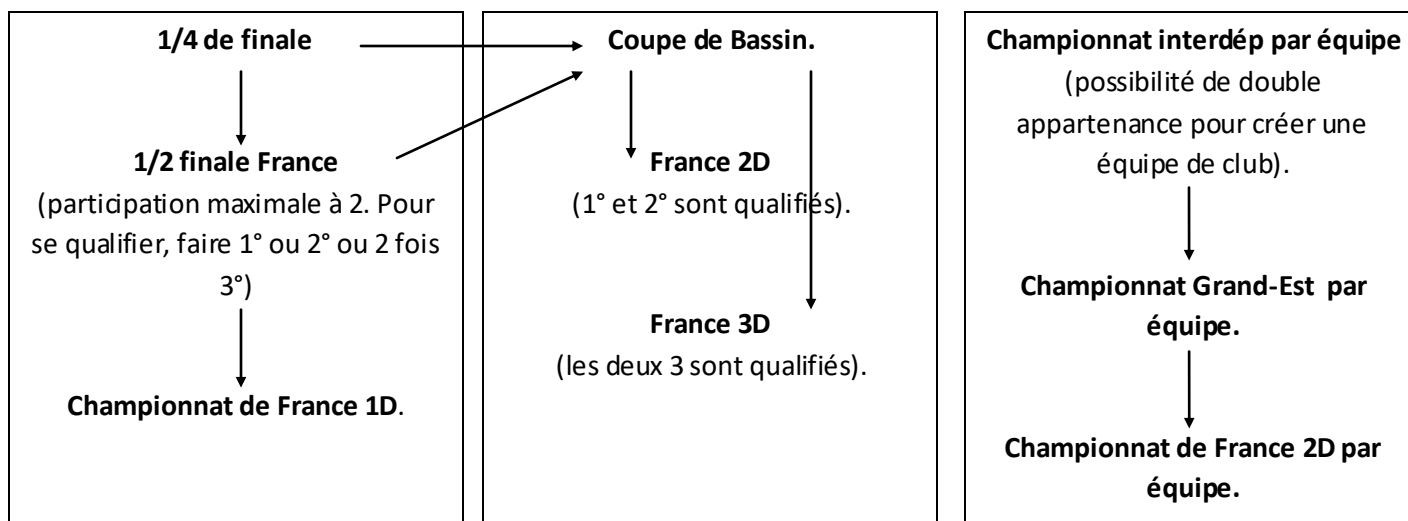 1/4 de finale
1/2 finale France
(participation maximale à 2. Pour
se qualifier, faire 1° ou 2° ou 2 fois
3°)
Championnat de France 1D.
Coupe de Bassin.
France 2D
(1° et 2° sont qualifiés).
France 3D
(les deux 3 sont qualifiés).
Championnat interdép par équipe
(possibilité de double
appartenance pour créer une
équipe de club).
Championnat Grand-Est par
équipe.
Championnat de France 2D par
équipe.